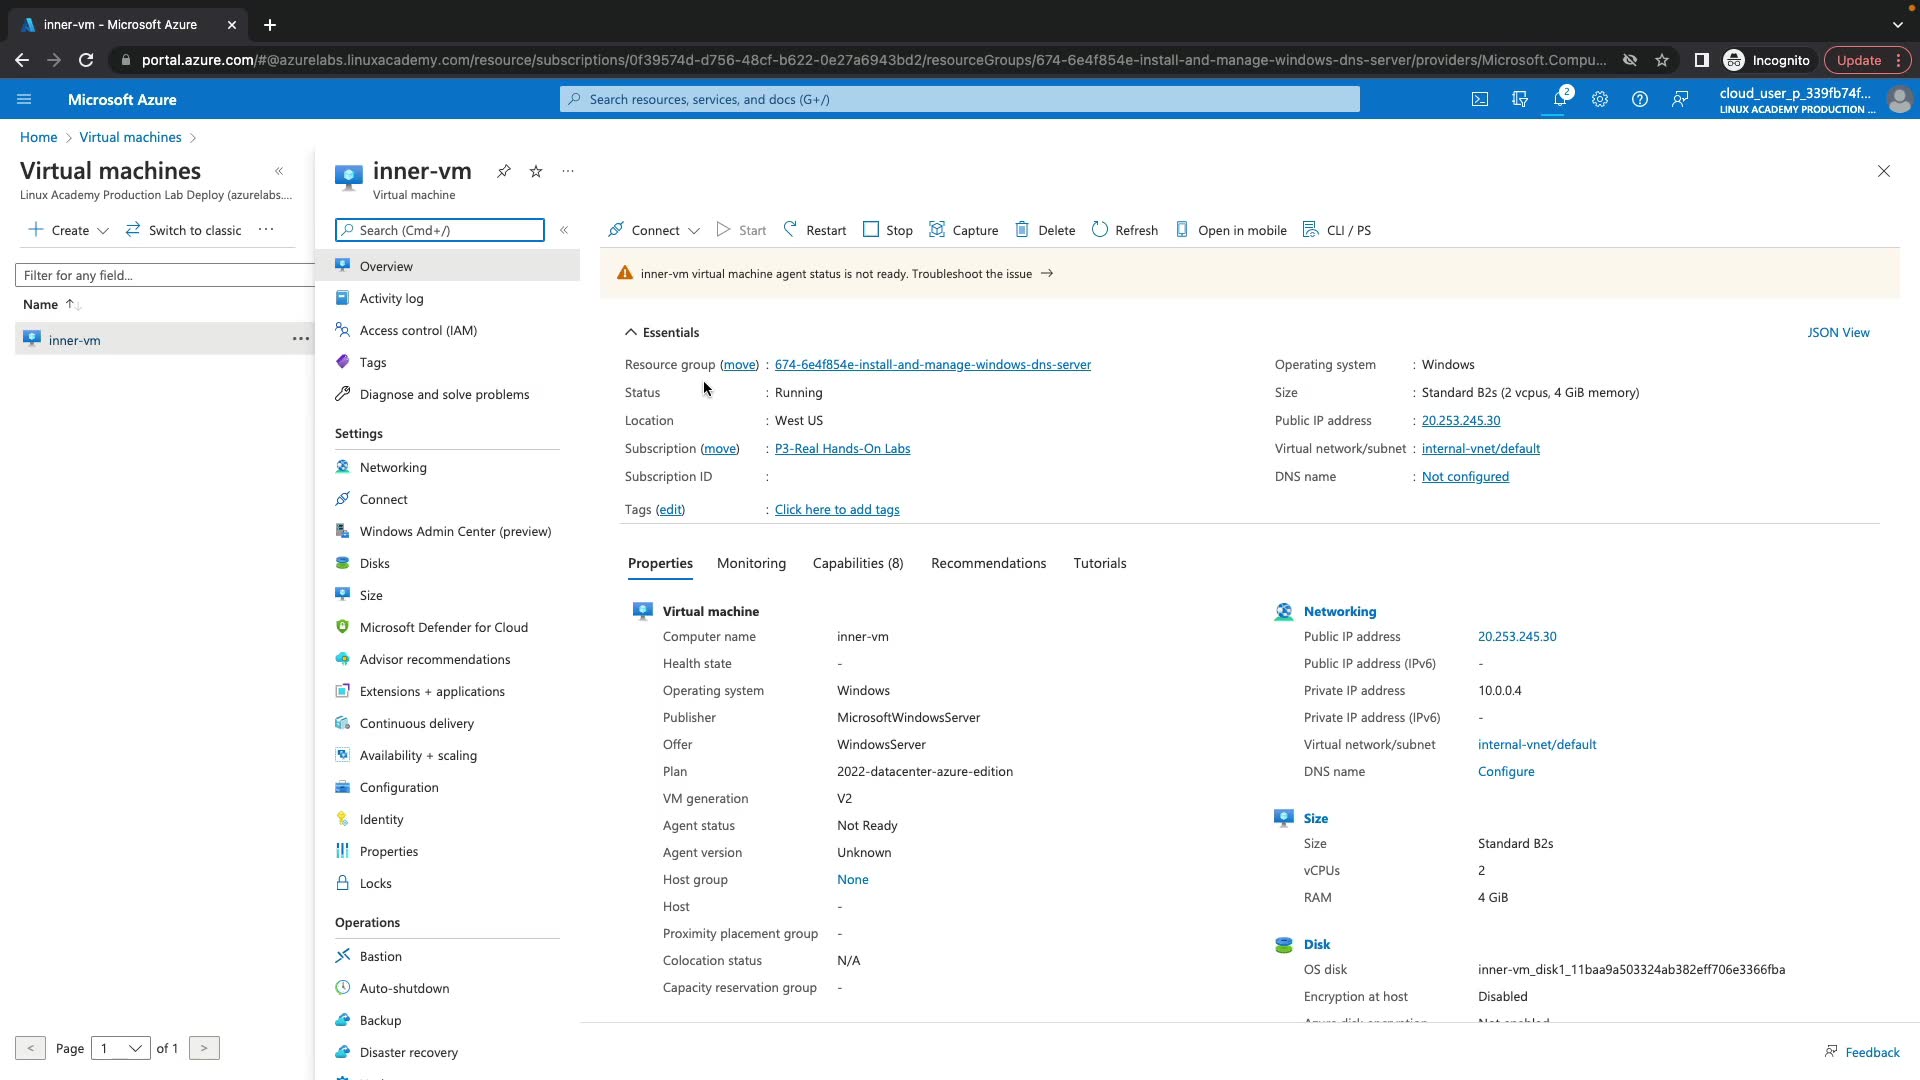 inner-vm - Microsoft Azure
portal.azure.com/#@azurelabs.linuxacademy.com/resource/subscriptions/0f39574d-d756-48cf-b622-0e27a6943bd2/resourceGroups/674-6e4f854e-install-and-manage-windows-dns-server/providers/Microsoft.Compu...
Incognito
Update
Microsoft Azure
Search resources, services, and docs (G+/)
2
cloud_user_p_339fb74f...
LINUX ACADEMY PRODUCTION ...
Home > Virtual machines >
Virtual machines
Linux Academy Production Lab Deploy (azurelabs....
Create
Switch to classic
Filter for any field...
Name
inner-vm
Page 1 of 1
inner-vm
Virtual machine
Search (Cmd+/)
Overview
Activity log
Access control (IAM)
Tags
Diagnose and solve problems
Settings
Networking
Connect
Windows Admin Center (preview)
Disks
Size
Microsoft Defender for Cloud
Advisor recommendations
Extensions + applications
Continuous delivery
Availability + scaling
Configuration
Identity
Properties
Locks
Operations
Bastion
Auto-shutdown
Backup
Disaster recovery
Connect Start Restart Stop Capture Delete Refresh Open in mobile CLI / PS
inner-vm virtual machine agent status is not ready. Troubleshoot the issue →
Essentials
JSON View
Resource group (move) : 674-6e4f854e-install-and-manage-windows-dns-server
Status : Running
Location : West US
Subscription (move) : P3-Real Hands-On Labs
Subscription ID :
Tags (edit) : Click here to add tags
Operating system : Windows
Size : Standard B2s (2 vcpus, 4 GiB memory)
Public IP address : 20.253.245.30
Virtual network/subnet : internal-vnet/default
DNS name : Not configured
Properties Monitoring Capabilities (8) Recommendations Tutorials
Virtual machine
Computer name inner-vm
Health state -
Operating system Windows
Publisher MicrosoftWindowsServer
Offer WindowsServer
Plan 2022-datacenter-azure-edition
VM generation V2
Agent status Not Ready
Agent version Unknown
Host group None
Host -
Proximity placement group -
Colocation status N/A
Capacity reservation group -
Networking
Public IP address 20.253.245.30
Public IP address (IPv6) -
Private IP address 10.0.0.4
Private IP address (IPv6) -
Virtual network/subnet internal-vnet/default
DNS name Configure
Size
Size Standard B2s
vCPUs 2
RAM 4 GiB
Disk
OS disk inner-vm_disk1_11baa9a503324ab382eff706e3366fba
Encryption at host Disabled
Feedback